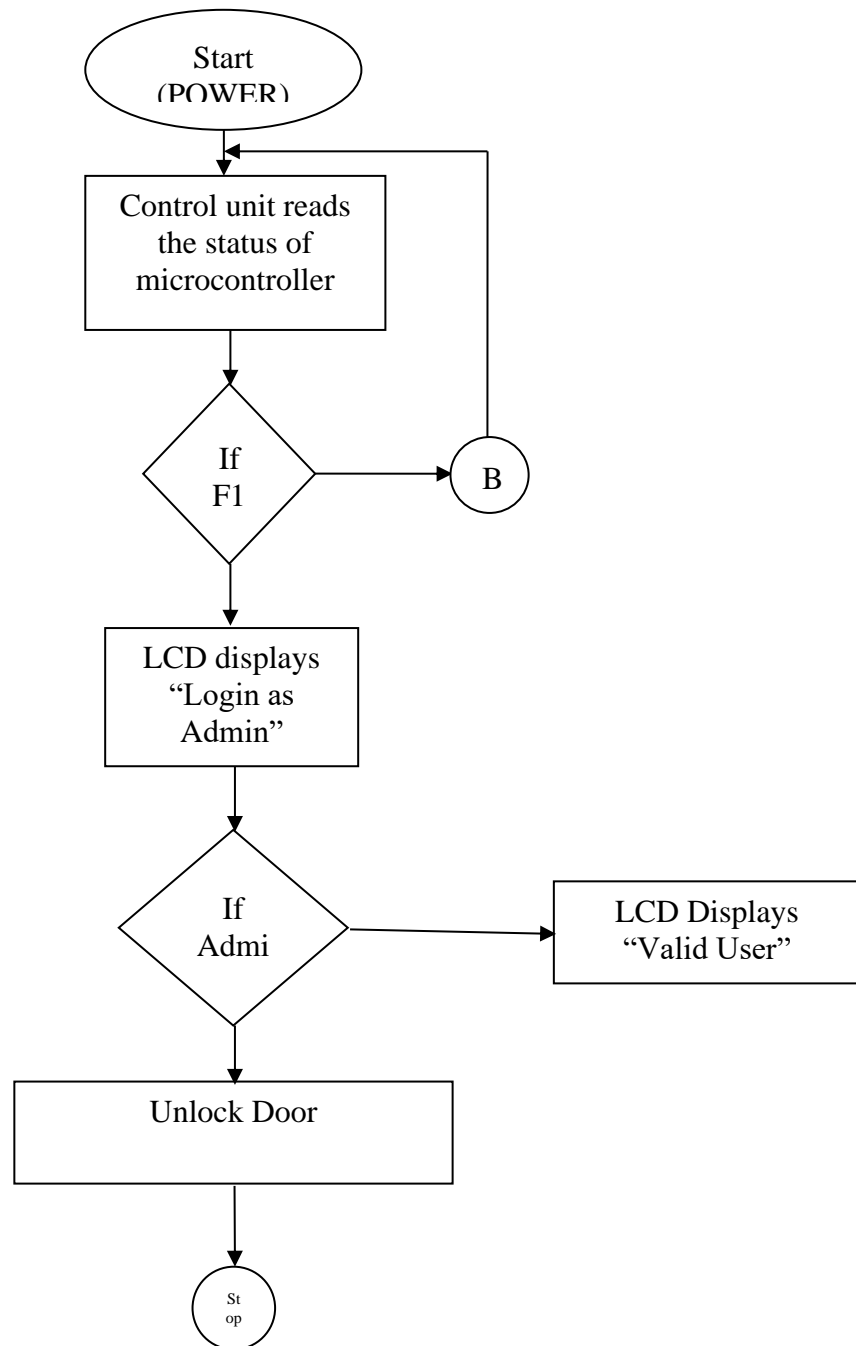 Start
(POWER)
Control unit reads
the status of
microcontroller
If
F1
B
LCD displays
“Login as
Admin”
If
Admi
LCD Displays
“Valid User”
Unlock Door
St
op